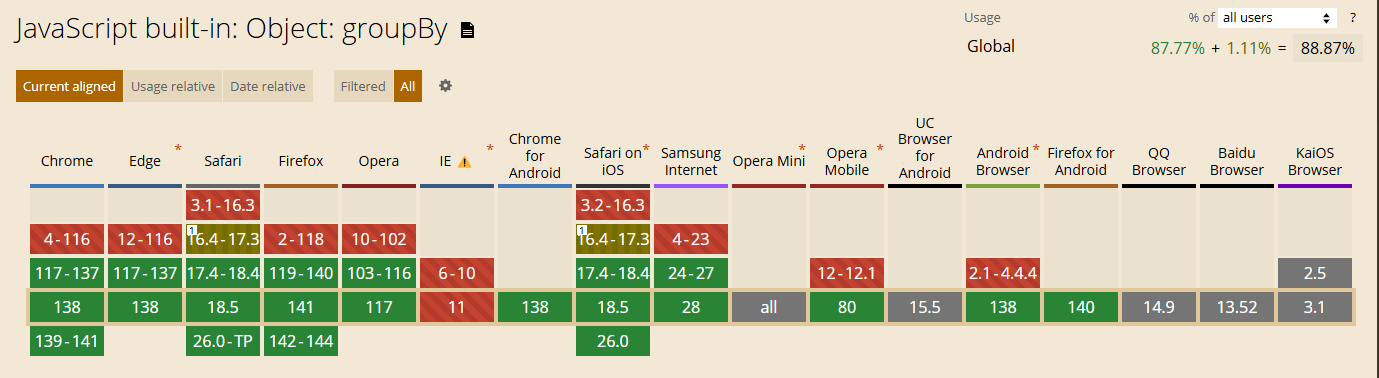 JavaScript built-in: Object: groupBy
Usage % of all users ?
Global 87.77% + 1.11% = 88.87%
Current aligned Usage relative Date relative Filtered All
Chrome Edge * Safari Firefox Opera IE * Chrome for Android Safari on iOS * Samsung Internet Opera Mini * Opera Mobile * UC Browser for Android Android Browser * Firefox for Android QQ Browser Baidu Browser KaiOS Browser
3.1-16.3 3.2-16.3
4-116 12-116 1 16.4-17.3 2-118 10-102 1 16.4-17.3 4-23
117-137 117-137 17.4-18.4 119-140 103-116 6-10 17.4-18.4 24-27 12-12.1 2.1-4.4.4 2.5
138 138 18.5 141 117 11 138 18.5 28 all 80 15.5 138 140 14.9 13.52 3.1
139-141 26.0-TP 142-144 26.0